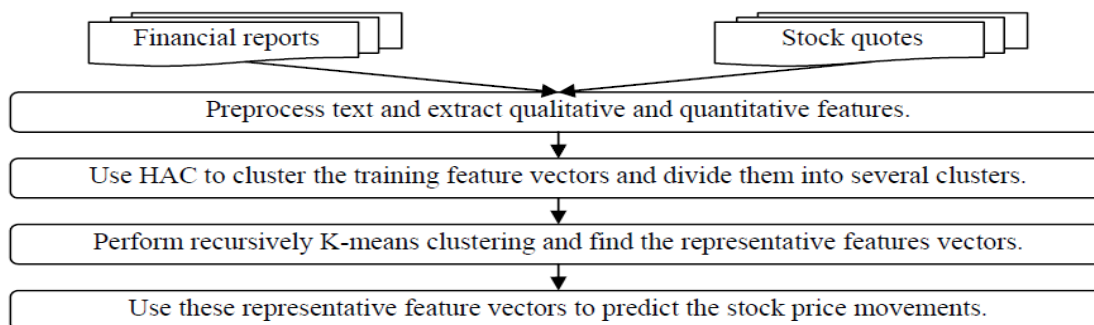 Financial reports
Stock quotes
Preprocess text and extract qualitative and quantitative features.
Use HAC to cluster the training feature vectors and divide them into several clusters.
Perform recursively K-means clustering and find the representative features vectors.
Use these representative feature vectors to predict the stock price movements.